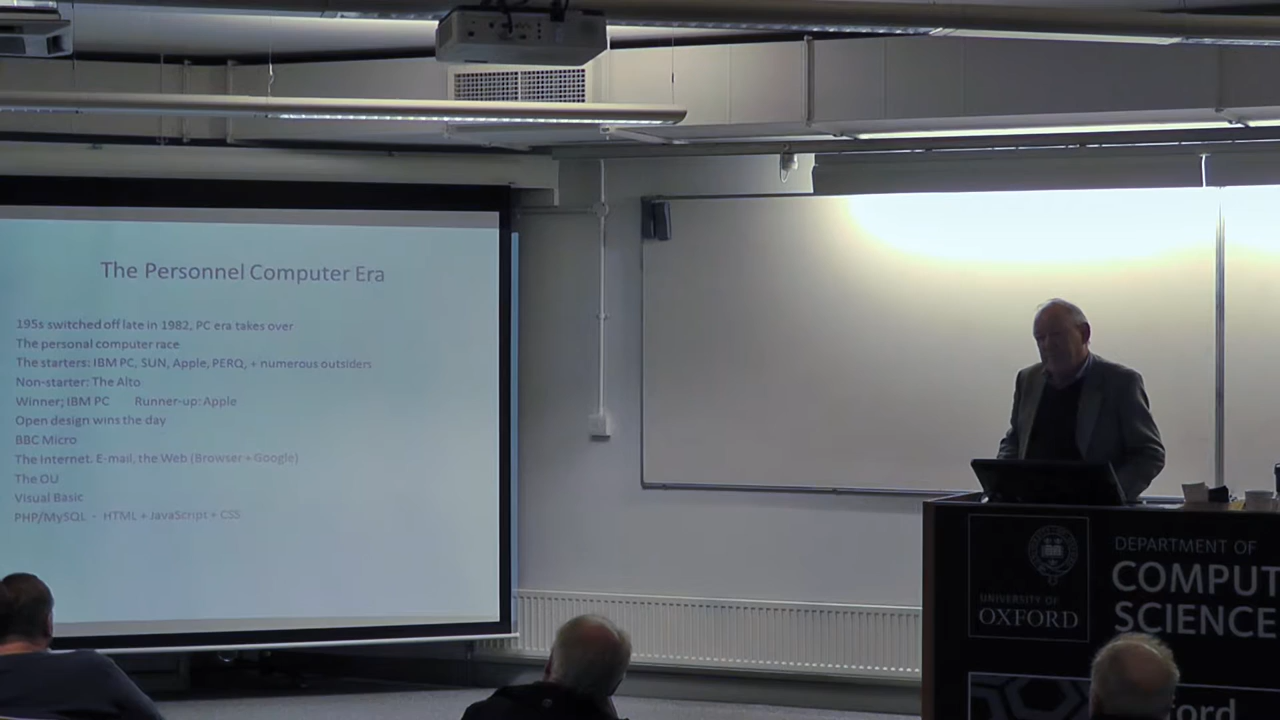 The Personnel Computer Era
195s switched off late in 1982, PC era takes over
The personal computer race
The starters: IBM PC, SUN, Apple, PERQ, + numerous outsiders
Non-starter: The Alto
Winner; IBM PC Runner-up: Apple
Open design wins the day
BBC Micro
The Internet. E-mail, the Web (Browser + Google)
The OU
Visual Basic
PHP/MySQL - HTML + JavaScript + CSS
UNIVERSITY OF
OXFORD
DEPARTMENT OF
COMPUT
SCIENCE
ford